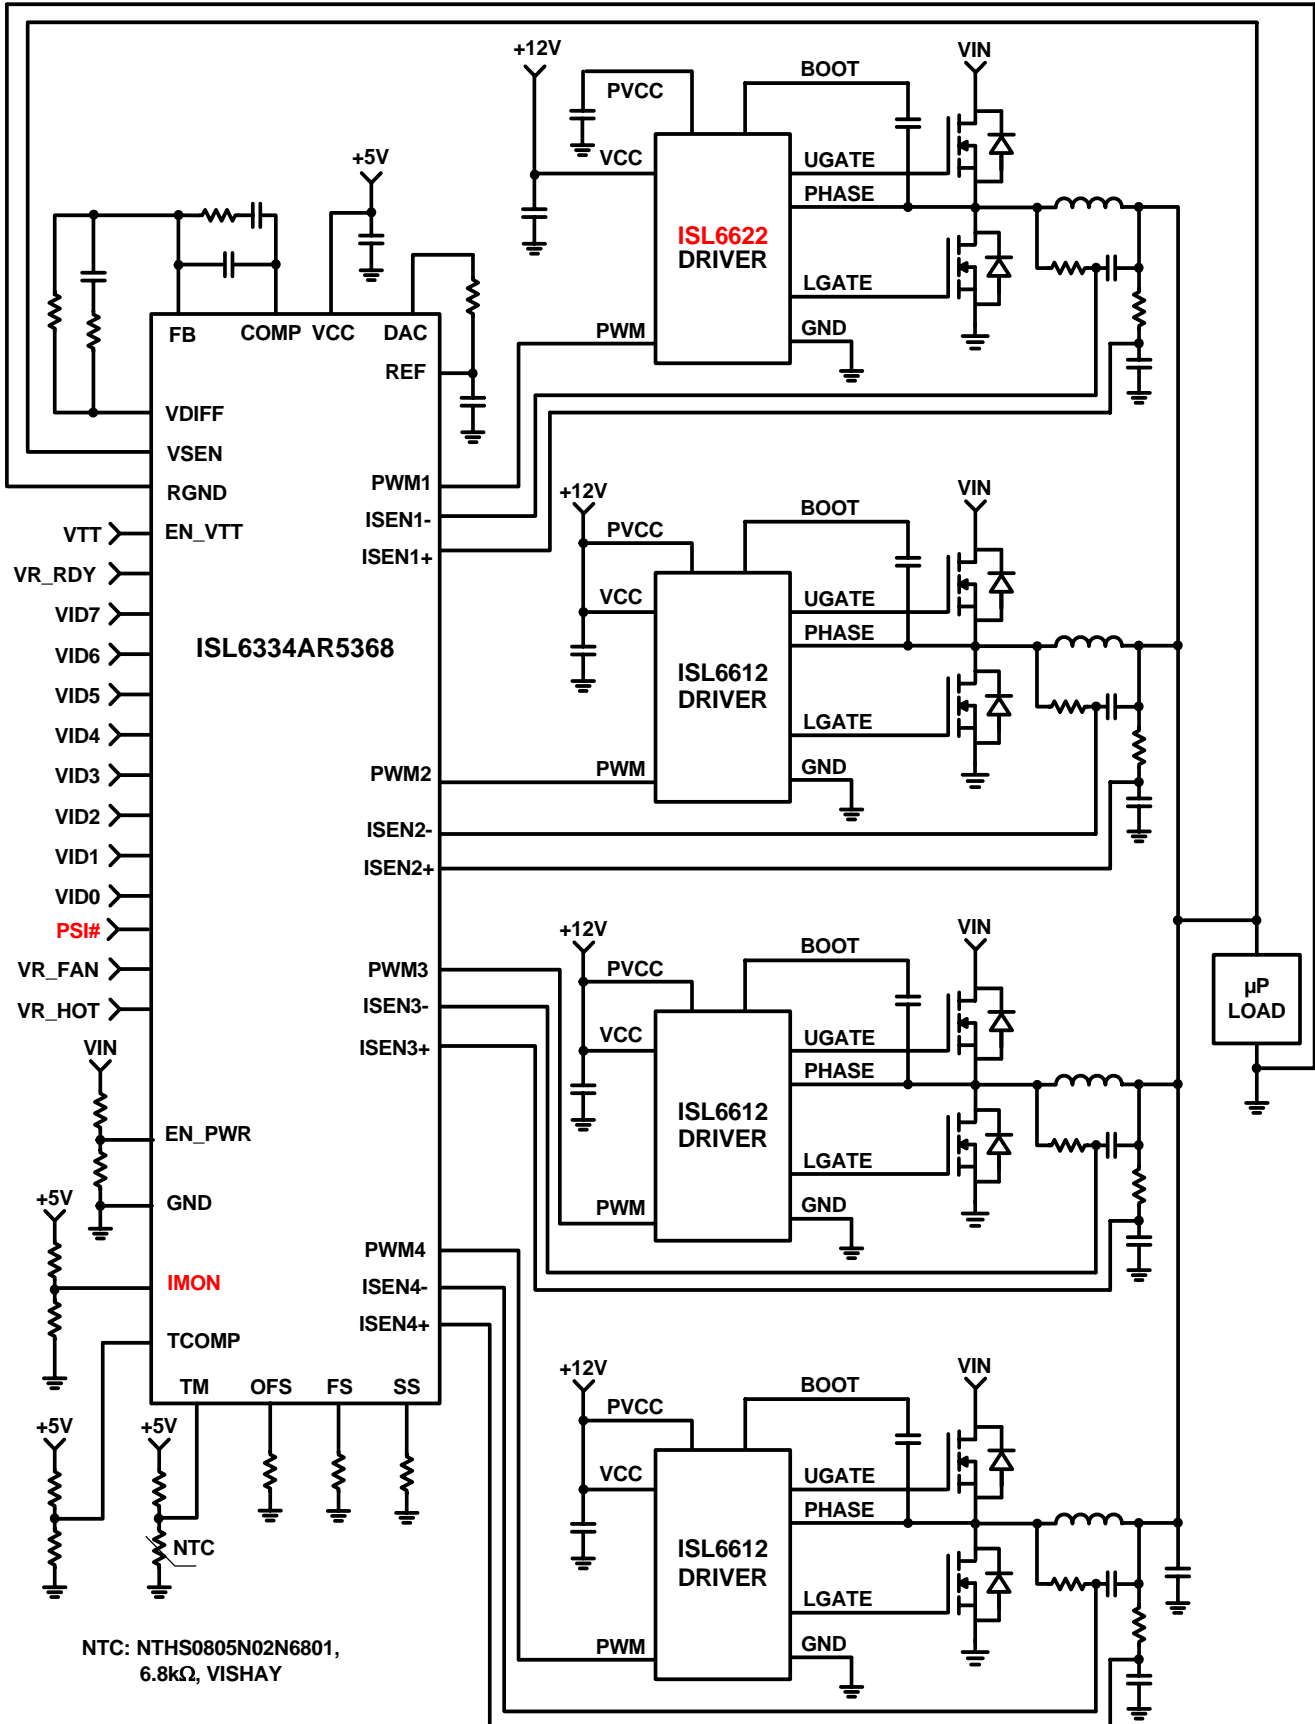 +12V
VIN
PVCC
BOOT
VCC
UGATE
PHASE
ISL6622
DRIVER
LGATE
PWM
GND
+5V
FB
COMP
VCC
DAC
REF
VDIFF
VSEN
RGND
EN_VTT
VTT
VR_RDY
VID7
VID6
VID5
VID4
VID3
VID2
VID1
VID0
PSI#
VR_FAN
VR_HOT
VIN
EN_PWR
GND
+5V
IMON
TCOMP
TM
OFS
FS
SS
+5V
+5V
NTC
ISL6334AR5368
PWM1
ISEN1-
ISEN1+
PWM2
ISEN2-
ISEN2+
PWM3
ISEN3-
ISEN3+
PWM4
ISEN4-
ISEN4+
+12V
VIN
PVCC
BOOT
VCC
UGATE
PHASE
ISL6612
DRIVER
LGATE
PWM
GND
+12V
VIN
PVCC
BOOT
VCC
UGATE
PHASE
ISL6612
DRIVER
LGATE
PWM
GND
µP
LOAD
+12V
VIN
PVCC
BOOT
VCC
UGATE
PHASE
ISL6612
DRIVER
LGATE
PWM
GND
NTC: NTHS0805N02N6801,
6.8kΩ, VISHAY